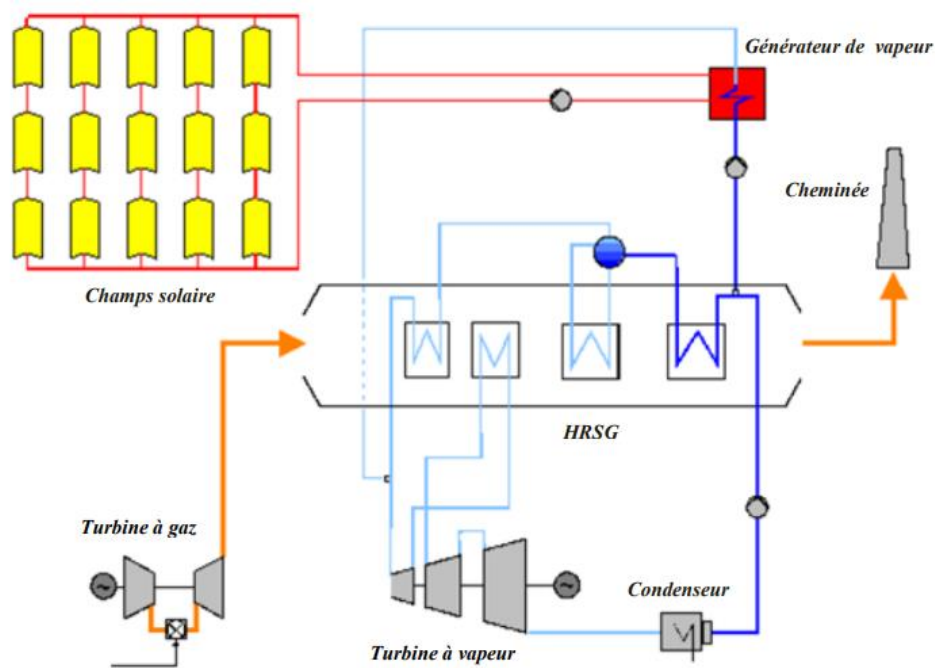 Générateur de vapeur
Cheminée
Champs solaire
HRSG
Turbine à gaz
Condenseur
Turbine à vapeur